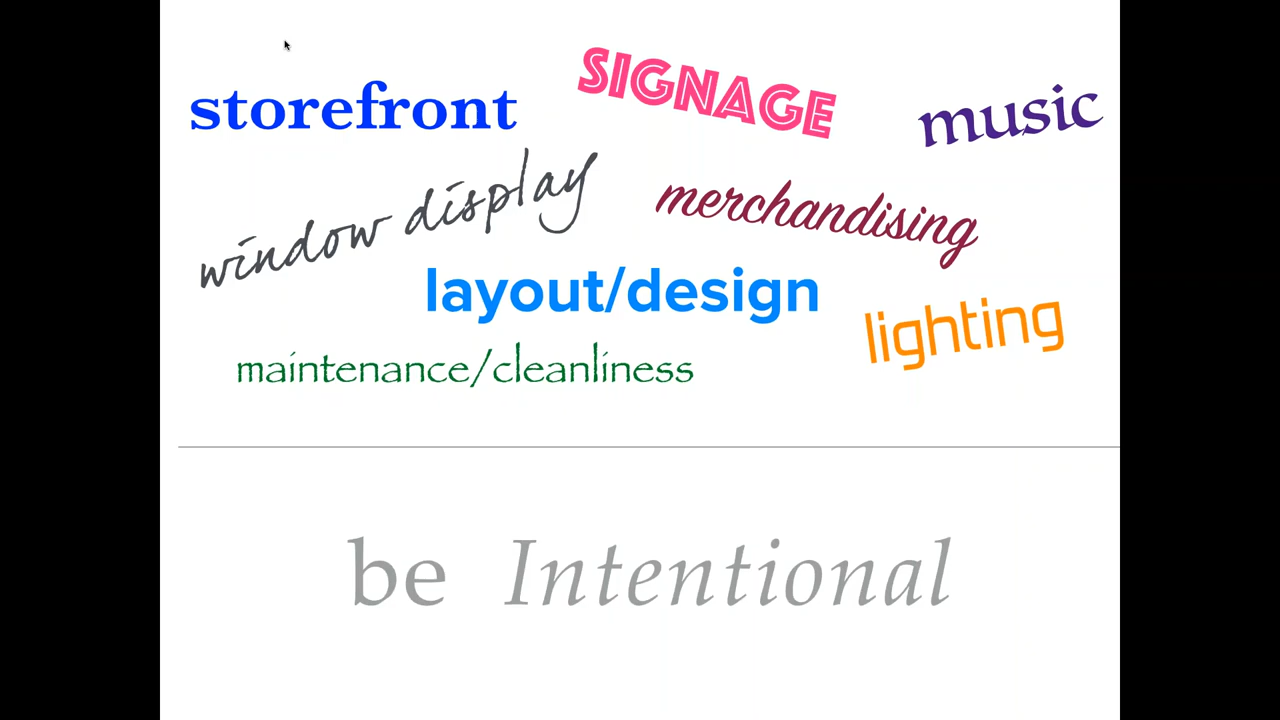 storefront
SIGNAGE
music
window display
merchandising
layout/design
lighting
maintenance/cleanliness
be Intentional